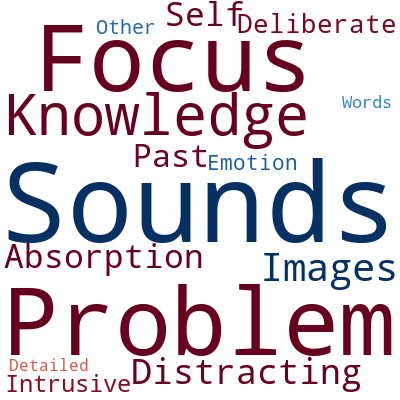 Self
Other
Deliberate
Focus
Words
Knowledge
Past
Emotion
Sounds
Absorption
Images
Problem
Detailed
Distracting
Intrusive